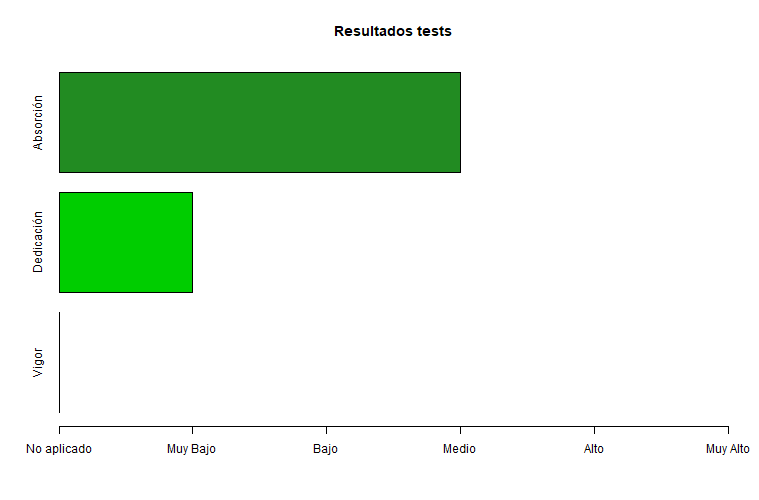 Resultados tests
Absorción
Dedicación
Vigor
No aplicado
Muy Bajo
Bajo
Medio
Alto
Muy Alto